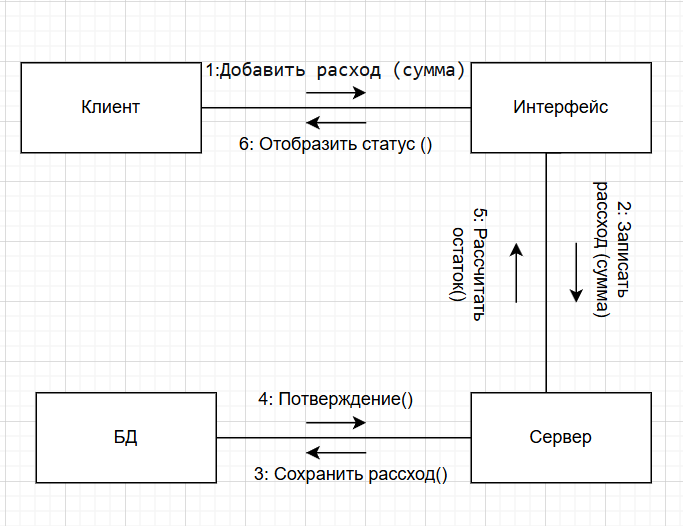 1:Добавить расход (сумма)
Клиент
Интерфейс
6: Отобразить статус ()
2: Записать
рассход (сумма)
5: Рассчитать
остаток()
4: Потверждение()
БД
Сервер
3: Сохранить рассход()